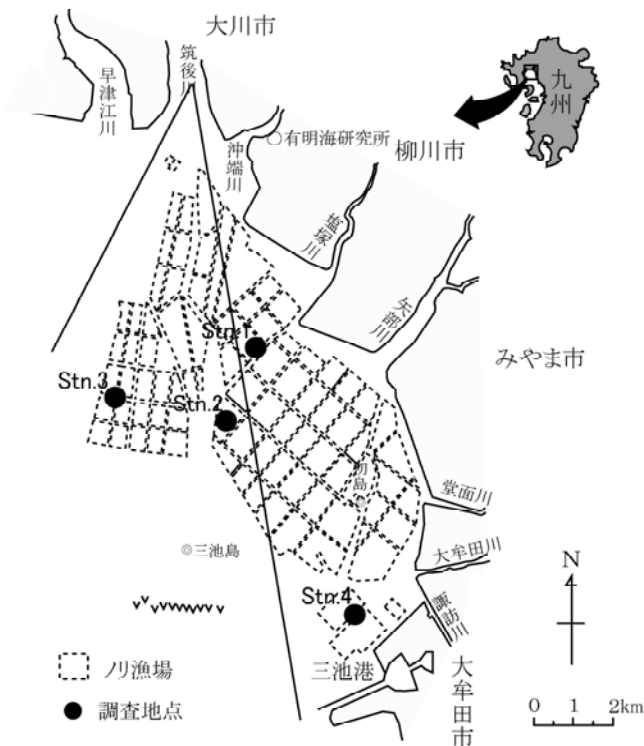 大川市
筑後川
早津江川
沖端川
○有明海研究所
柳川市
九州
塩塚川
矢部川
みやま市
Stn.1
Stn.3
Stn.2
初島
堂面川
大牟田川
◎三池島
諏訪川
Stn.4
三池港
大牟田市
N
ノリ漁場
調査地点
0 1 2km